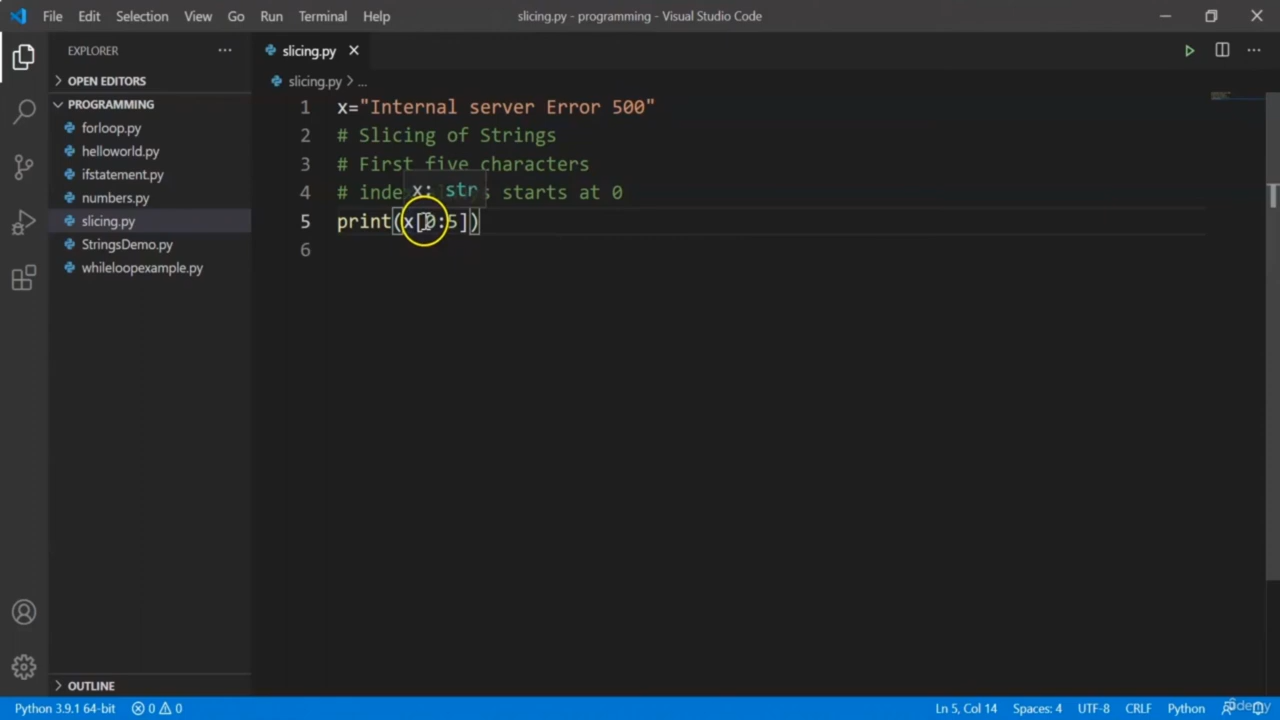 File Edit Selection View Go Run Terminal Help
slicing.py - programming - Visual Studio Code
EXPLORER
OPEN EDITORS
PROGRAMMING
forloop.py
helloworld.py
ifstatement.py
numbers.py
slicing.py
StringsDemo.py
whileloopexample.py
OUTLINE
slicing.py
slicing.py > ...
1 x="Internal server Error 500"
2 # Slicing of Strings
3 # First five characters
x: str
4 # starts at 0
5 print(x[0:5])
6
Python 3.9.1 64-bit 0 0
Ln 5, Col 14 Spaces: 4 UTF-8 CRLF Python
Udemy